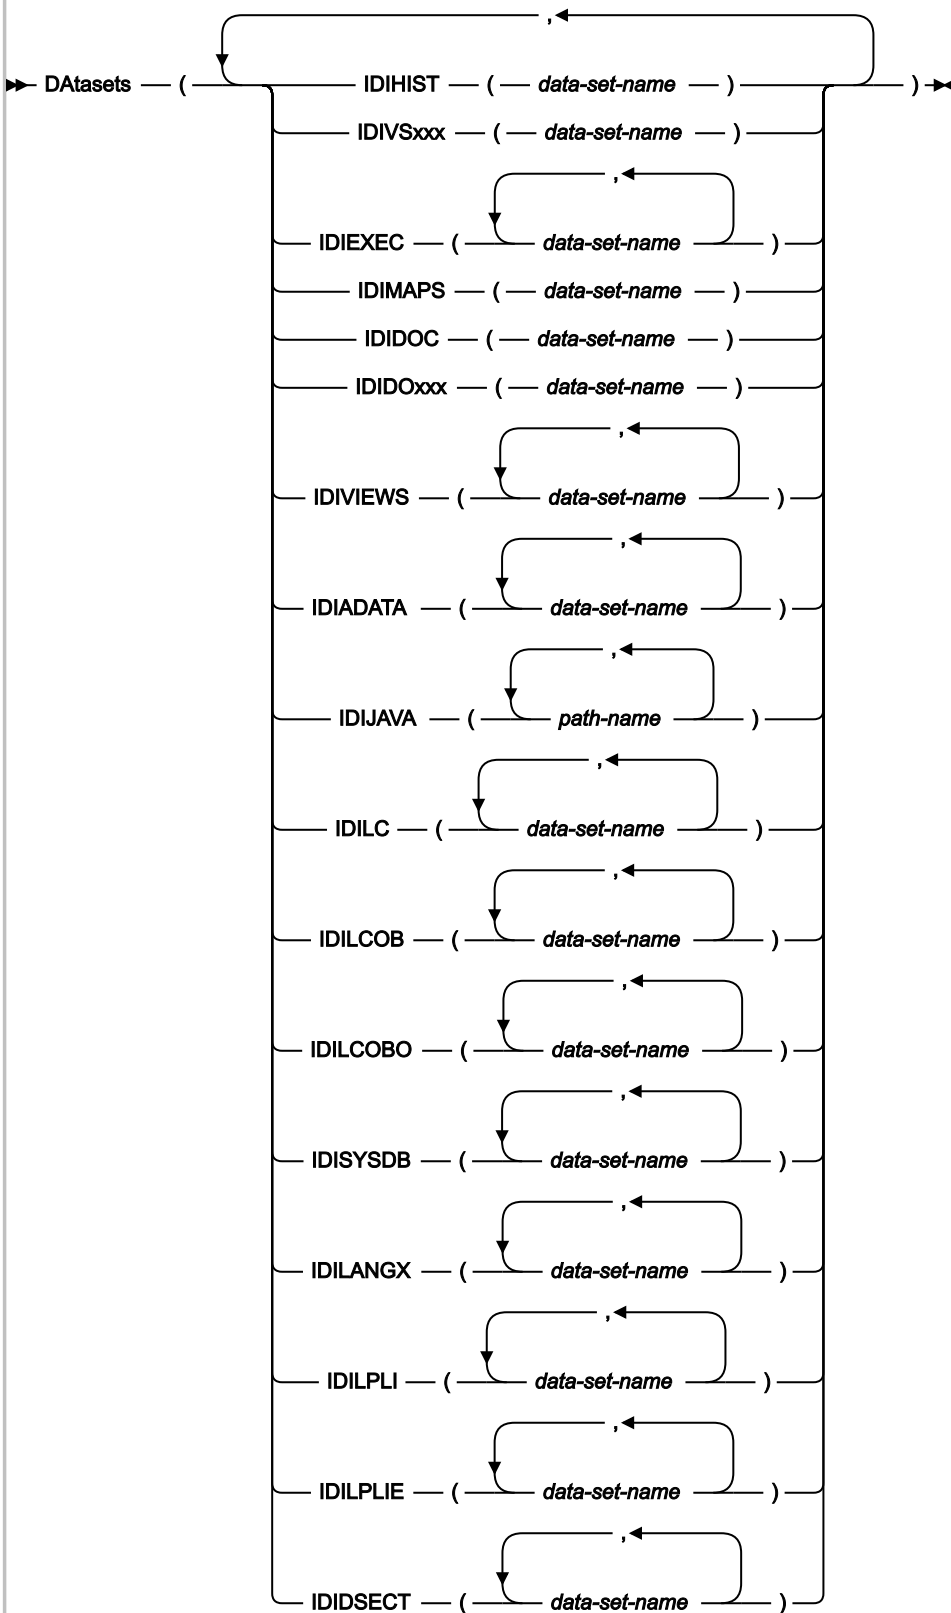 ,
DAtasets ( IDIHIST ( data-set-name ) )
IDIVSxxx ( data-set-name )
,
IDIEXEC ( data-set-name )
IDIMAPS ( data-set-name )
IDIDOC ( data-set-name )
IDIDOxxx ( data-set-name )
,
IDIVIEWS ( data-set-name )
,
IDIADATA ( data-set-name )
,
IDIJAVA ( path-name )
,
IDILC ( data-set-name )
,
IDILCOB ( data-set-name )
,
IDILCOBO ( data-set-name )
,
IDISYSDB ( data-set-name )
,
IDILANGX ( data-set-name )
,
IDILPLI ( data-set-name )
,
IDILPLIE ( data-set-name )
,
IDIDSECT ( data-set-name )